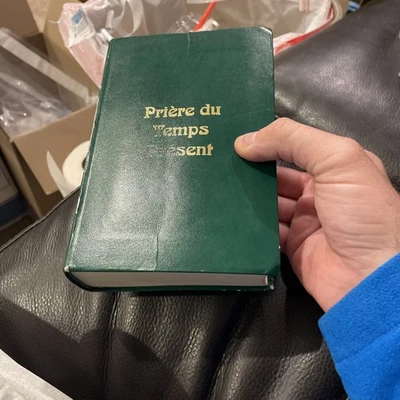 Prière du
Temps
Présent